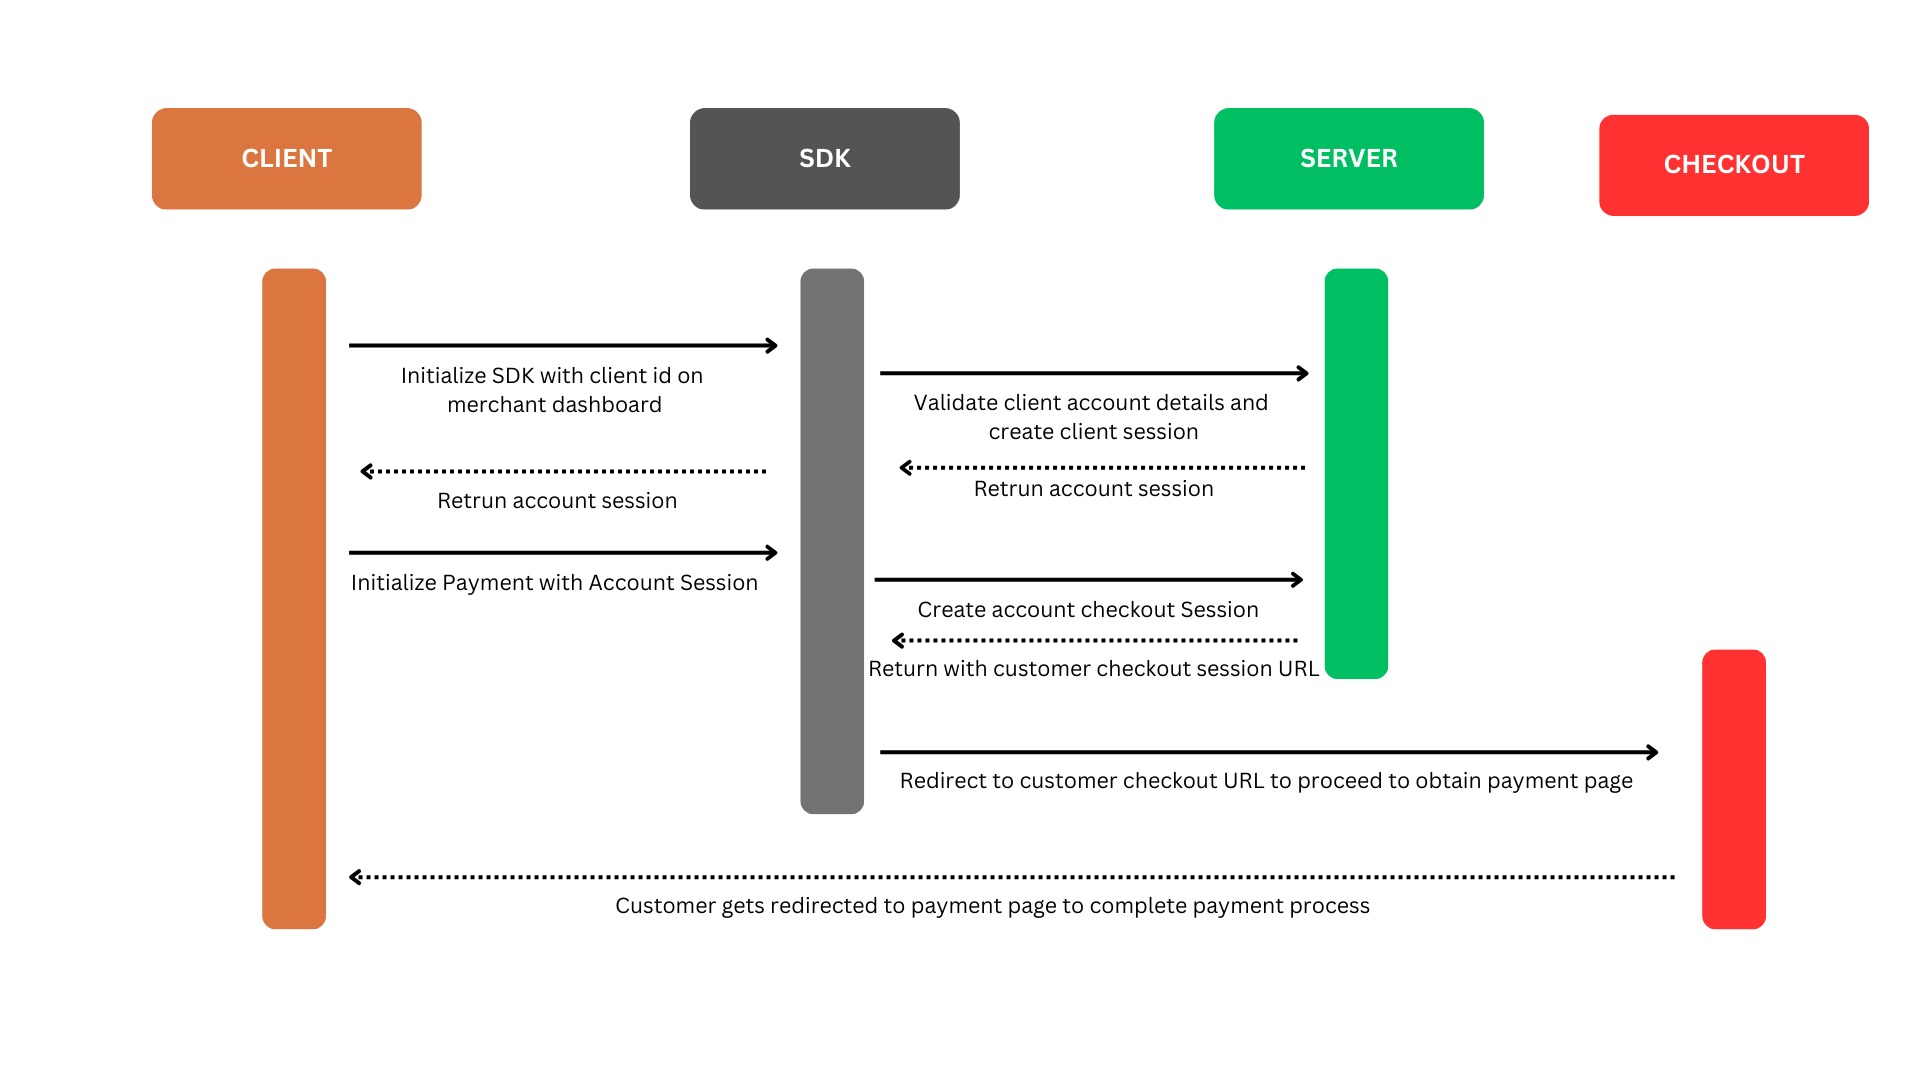 CLIENT
SDK
SERVER
CHECKOUT
Initialize SDK with client id on
merchant dashboard
Validate client account details and
create client session
Retrun account session
Retrun account session
Initialize Payment with Account Session
Create account checkout Session
Return with customer checkout session URL
Redirect to customer checkout URL to proceed to obtain payment page
Customer gets redirected to payment page to complete payment process